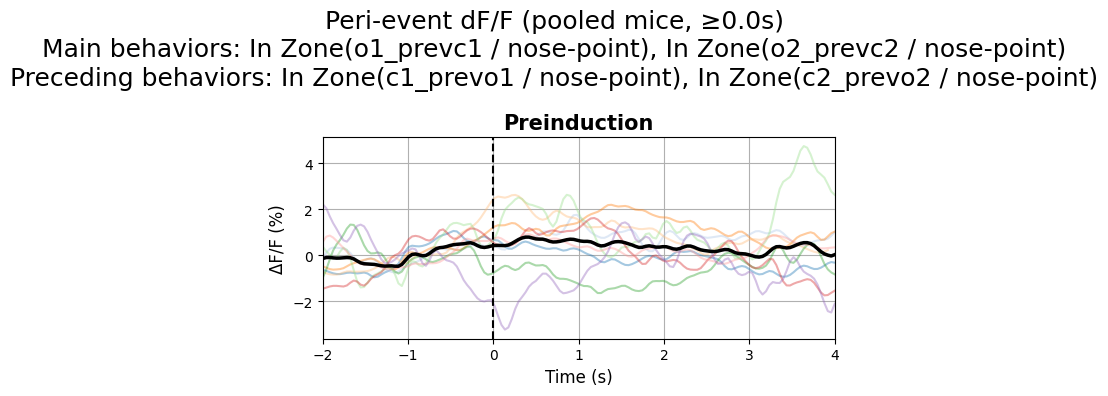 Peri-event dF/F (pooled mice, ≥0.0s)
Main behaviors: In Zone(o1_prevc1 / nose-point), In Zone(o2_prevc2 / nose-point)
Preceding behaviors: In Zone(c1_prevo1 / nose-point), In Zone(c2_prevo2 / nose-point)
Preinduction
ΔF/F (%)
4
2
0
−2
−2 −1 0 1 2 3 4
Time (s)